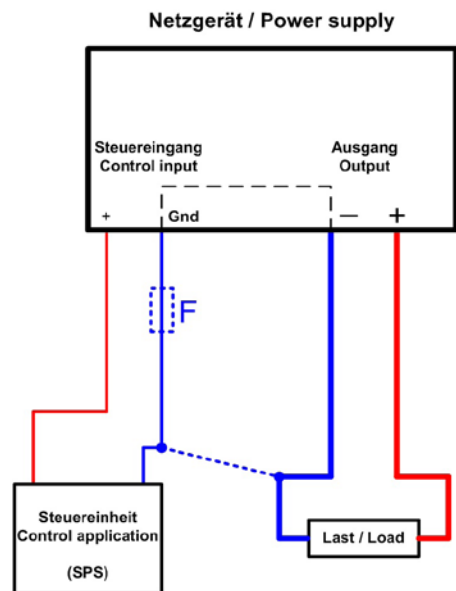 Netzgerät / Power supply
Steuereingang
Control input
Ausgang
Output
+
Gnd
—
+
F
Steuereinheit
Control application
(SPS)
Last / Load